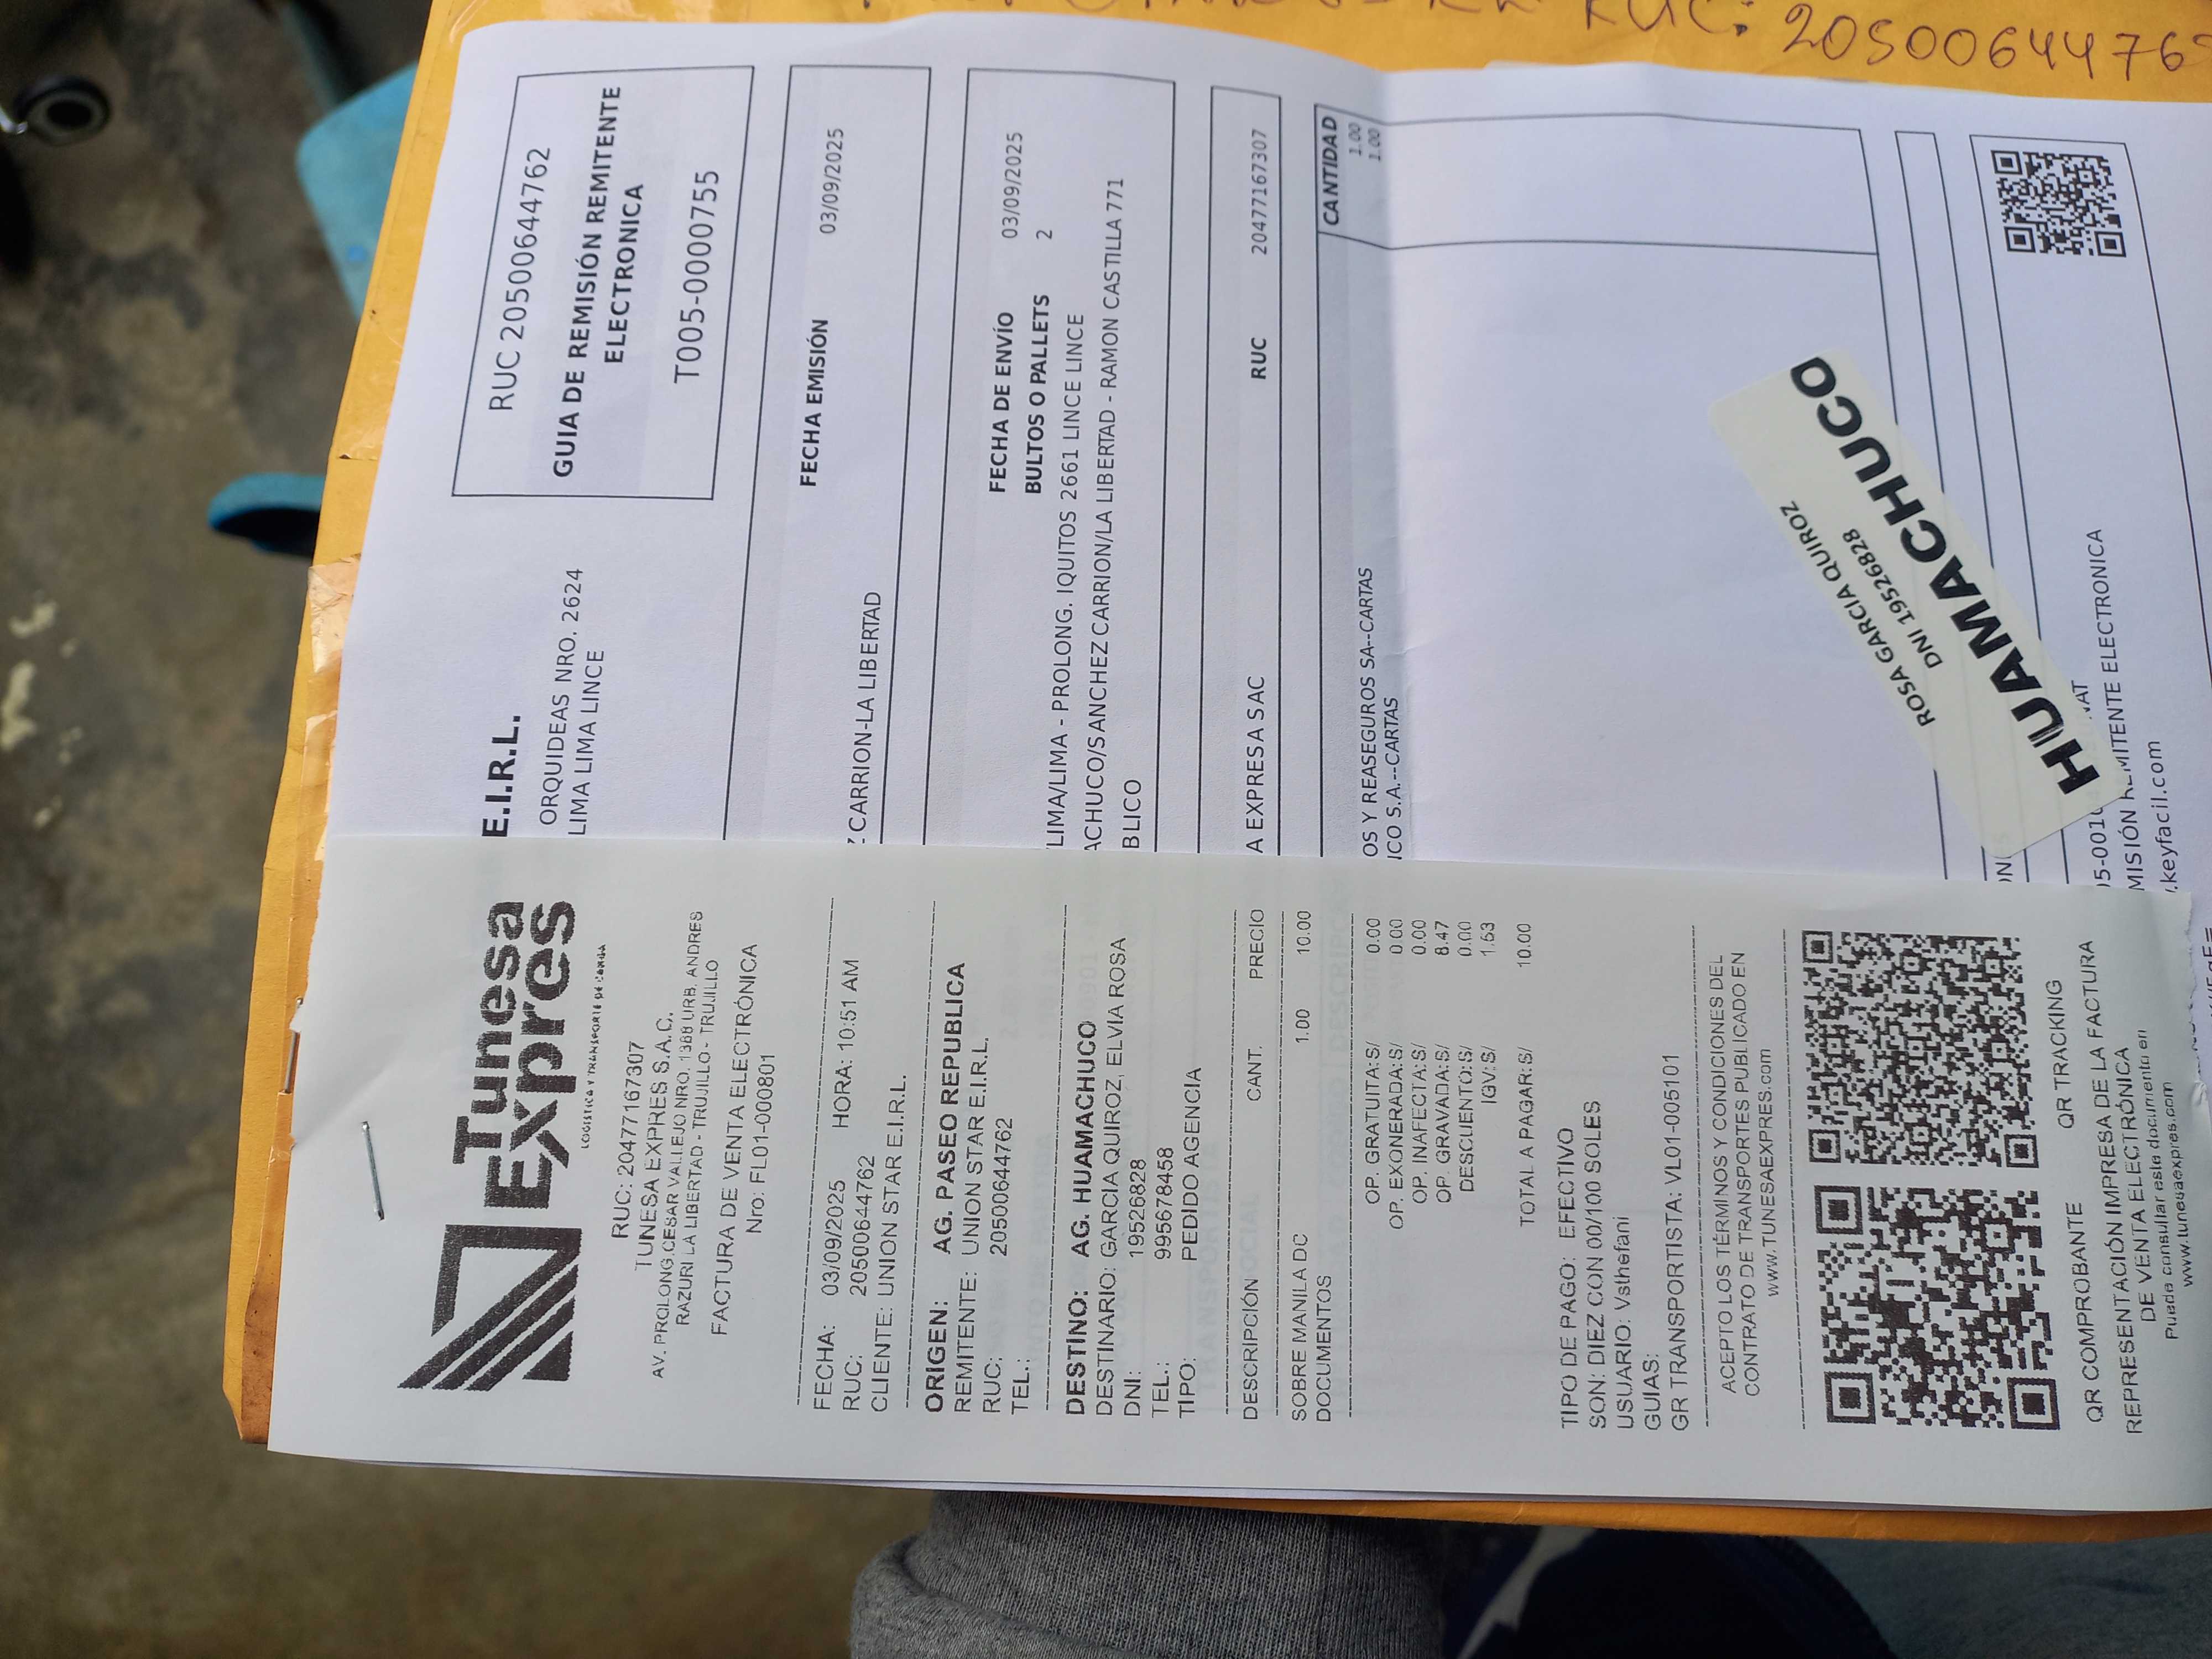 RUC: 20500644762
RUC 20500644762
GUIA DE REMISIÓN REMITENTE
ELECTRONICA
T005-0000755
E.I.R.L.
ORQUIDEAS NRO. 2624
LIMA LIMA LINCE
FECHA EMISIÓN 03/09/2025
CARRION-LA LIBERTAD
FECHA DE ENVÍO 03/09/2025
BULTOS O PALLETS 2
LIMA/LIMA - PROLONG. IQUITOS 2661 LINCE LINCE
ACHUCO/SANCHEZ CARRION/LA LIBERTAD - RAMON CASTILLA 771
BLICO
A EXPRESA SAC RUC 20477167307
CANTIDAD
OS Y REASEGUROS SA--CARTAS 1.00
ICO S.A.--CARTAS 1.00
ROSA GARCIA QUIROZ
DNI 19526828
HUAMACHUCO
MISIÓN REMITENTE ELECTRONICA
.keyfacil.com
Tunesa
Expres
LOGÍSTICA Y TRANSPORTE DE CARGA
RUC: 20477167307
TUNESA EXPRES S.A.C.
AV. PROLONG.CESAR VALLEJO NRO. 1388 URB. ANDRES
RAZURI LA LIBERTAD - TRUJILLO - TRUJILLO
FACTURA DE VENTA ELECTRÓNICA
Nro: FL01-000801
FECHA: 03/09/2025 HORA: 10:51 AM
RUC: 20500644762
CLIENTE: UNION STAR E.I.R.L.
ORIGEN: AG. PASEO REPUBLICA
REMITENTE: UNION STAR E.I.R.L.
RUC: 20500644762
TEL.:
DESTINO: AG. HUAMACHUCO
DESTINATARIO: GARCIA QUIROZ, ELVIA ROSA
DNI: 19526828
TEL.: 995678458
TIPO: PEDIDO AGENCIA
DESCRIPCIÓN CANT. PRECIO
SOBRE MANILA DC 1.00 10.00
DOCUMENTOS
OP. GRATUITA:S/ 0.00
OP. EXONERADA:S/ 0.00
OP. INAFECTA:S/ 0.00
OP. GRAVADA:S/ 8.47
DESCUENTO:S/ 0.00
IGV:S/ 1.53
TOTAL A PAGAR:S/ 10.00
TIPO DE PAGO: EFECTIVO
SON: DIEZ CON 00/100 SOLES
USUARIO: Vsthefani
GUIAS:
GR TRANSPORTISTA: VL01-005101
ACEPTO LOS TÉRMINOS Y CONDICIONES DEL
CONTRATO DE TRANSPORTES PUBLICADO EN
www.TUNESAEXPRES.com
QR COMPROBANTE QR TRACKING
REPRESENTACIÓN IMPRESA DE LA FACTURA
DE VENTA ELECTRÓNICA
Puede consultar este documento en
www.tunesaexpres.com